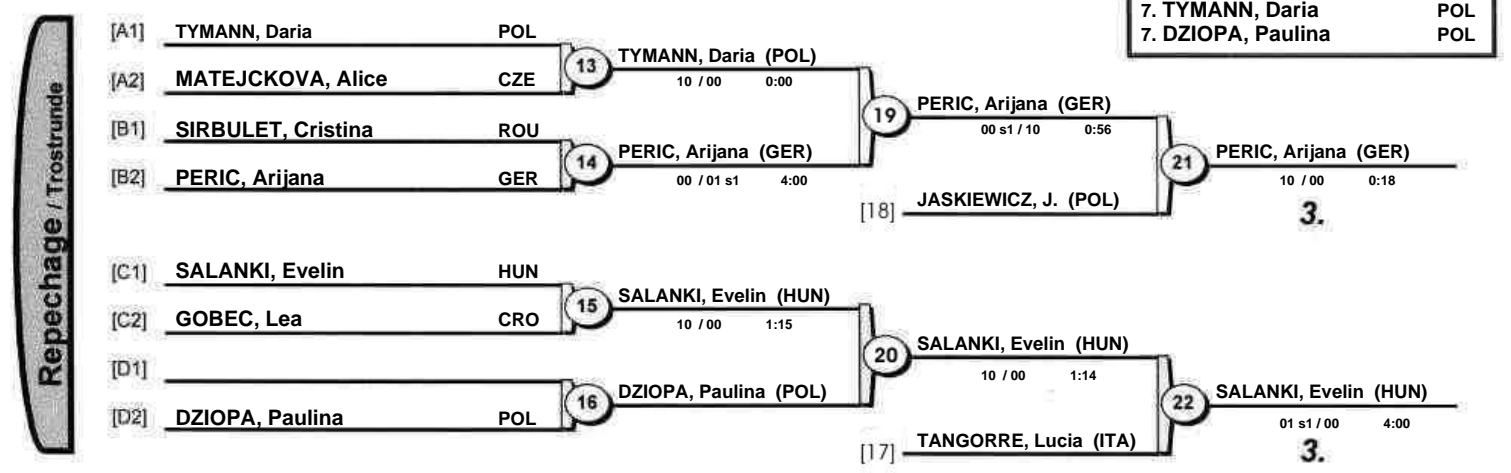 7. TYMANN, Daria POL
7. DZIOPA, Paulina POL
Repechage / Trostrunde
[A1] TYMANN, Daria POL
13 TYMANN, Daria (POL)
10 / 00 0:00
[A2] MATEJCKOVA, Alice CZE
19 PERIC, Arijana (GER)
00 s1 / 10 0:56
[B1] SIRBULET, Cristina ROU
14 PERIC, Arijana (GER)
00 / 01 s1 4:00
21 PERIC, Arijana (GER)
10 / 00 0:18
[B2] PERIC, Arijana GER
[18] JASKIEWICZ, J. (POL)
3.
[C1] SALANKI, Evelin HUN
15 SALANKI, Evelin (HUN)
10 / 00 1:15
[C2] GOBEC, Lea CRO
20 SALANKI, Evelin (HUN)
10 / 00 1:14
[D1]
16 DZIOPA, Paulina (POL)
22 SALANKI, Evelin (HUN)
01 s1 / 00 4:00
[D2] DZIOPA, Paulina POL
[17] TANGORRE, Lucia (ITA)
3.